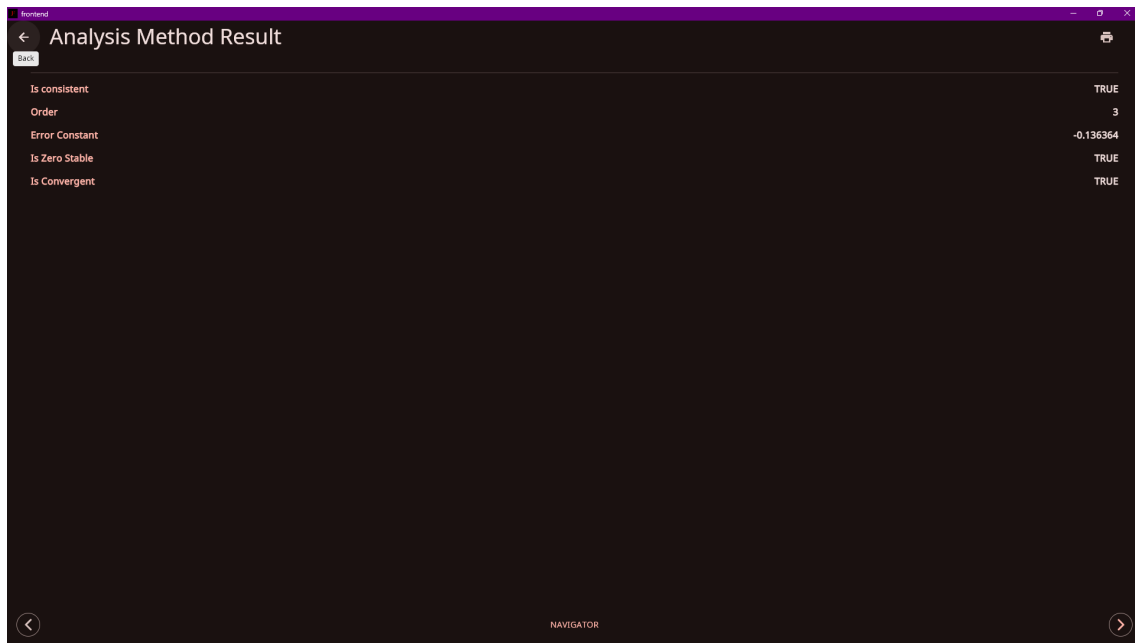 frontend
Analysis Method Result
Back
Is consistent TRUE
Order 3
Error Constant -0.136364
Is Zero Stable TRUE
Is Convergent TRUE
NAVIGATOR